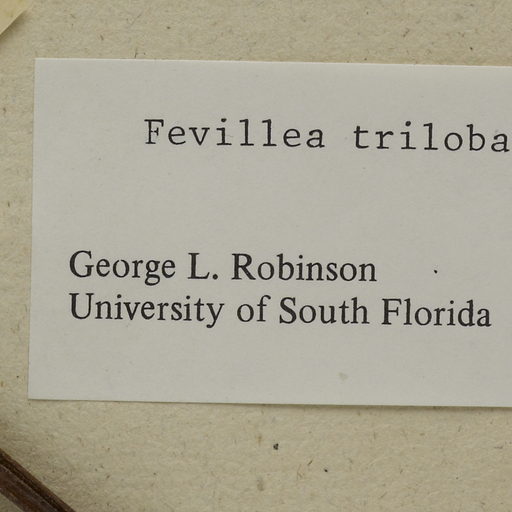 Fevillea triloba
George L. Robinson
University of South Florida